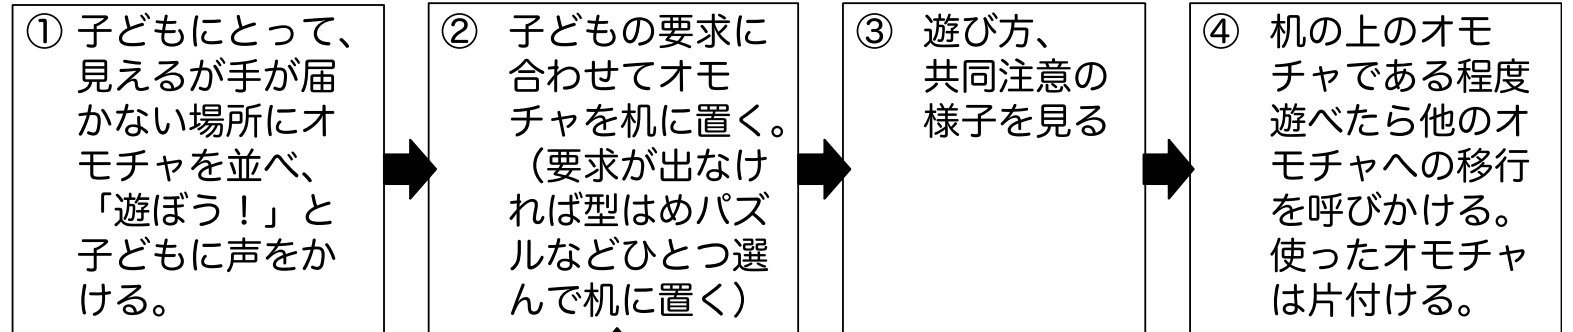 ① 子どもにとって、
見えるが手が届
かない場所にオ
モチャを並べ、
「遊ぼう！」と
子どもに声をか
ける。
② 子どもの要求に
合わせてオモ
チャを机に置く。
（要求が出なけ
れば型はめパズ
ルなどひとつ選
んで机に置く）
③ 遊び方、
共同注意の
様子を見る
④ 机の上のオモ
チャである程度
遊べたら他のオ
モチャへの移行
を呼びかける。
使ったオモチャ
は片付ける。